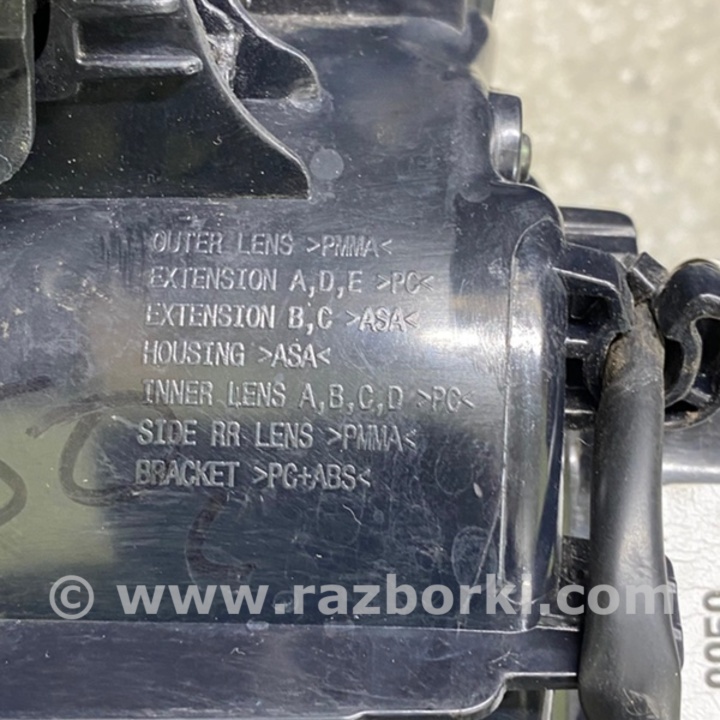 OUTER LENS >PMMA<
EXTENSION A,D,E >PC<
EXTENSION B,C >ASA<
HOUSING >ASA<
INNER LENS A,B,C,D >PC<
SIDE RR LENS >PMMA<
BRACKET >PC+ABS<
© www.razborki.com